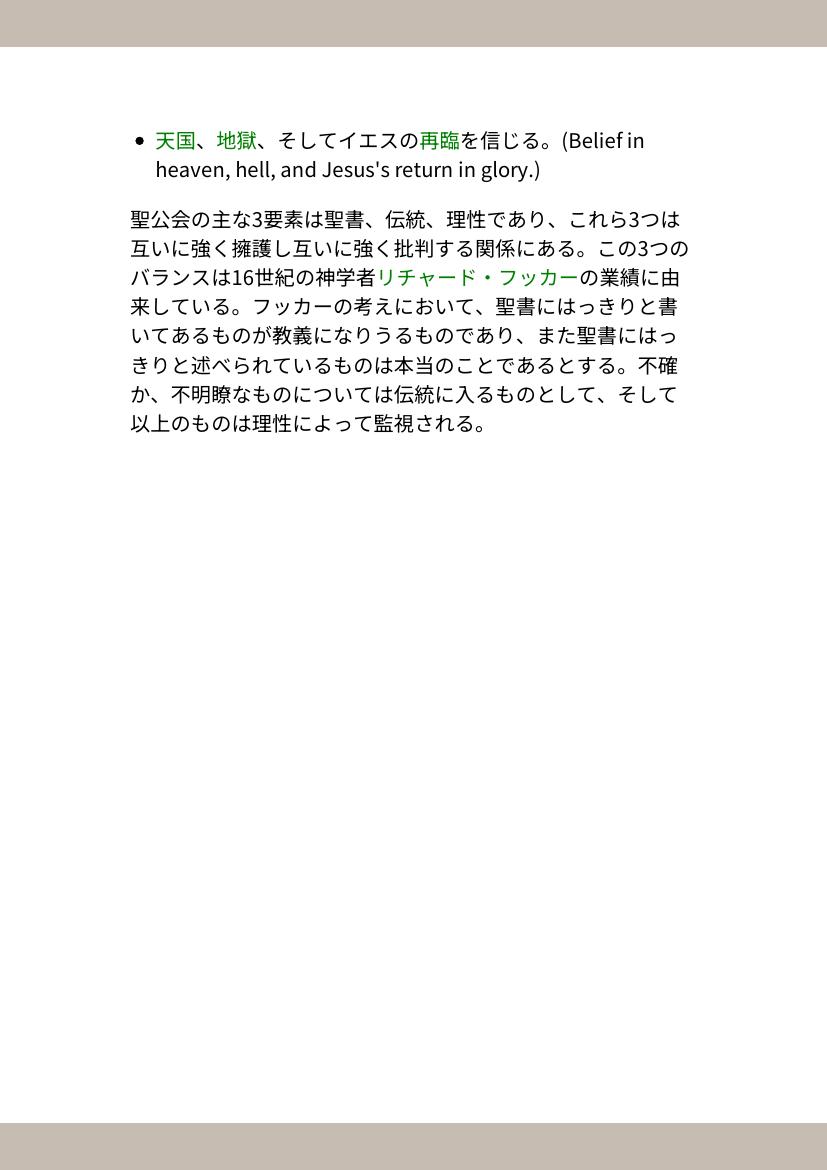 • 天国、地獄、そしてイエスの再臨を信じる。(Belief in
heaven, hell, and Jesus's return in glory.)
聖公会の主な3要素は聖書、伝統、理性であり、これら3つは
互いに強く擁護し互いに強く批判する関係にある。この3つの
バランスは16世紀の神学者リチャード・フッカーの業績に由
来している。フッカーの考えにおいて、聖書にはっきりと書
いてあるものが教義になりうるものであり、また聖書にはっ
きりと述べられているものは本当のことであるとする。不確
か、不明瞭なものについては伝統に入るものとして、そして
以上のものは理性によって監視される。